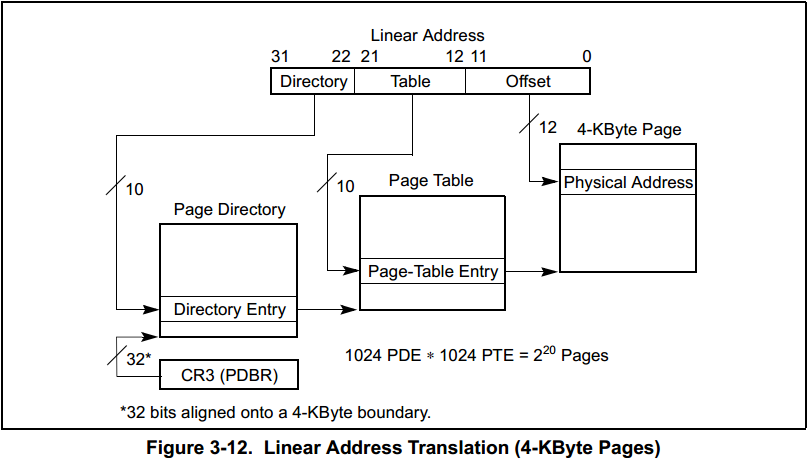 Linear Address
31 22 21 12 11 0
Directory Table Offset
12 4-KByte Page
10 10 Physical Address
Page Table
Page Directory
Page-Table Entry
Directory Entry
32* 1024 PDE ∗ 1024 PTE = 2²⁰ Pages
CR3 (PDBR)
*32 bits aligned onto a 4-KByte boundary.
Figure 3-12. Linear Address Translation (4-KByte Pages)